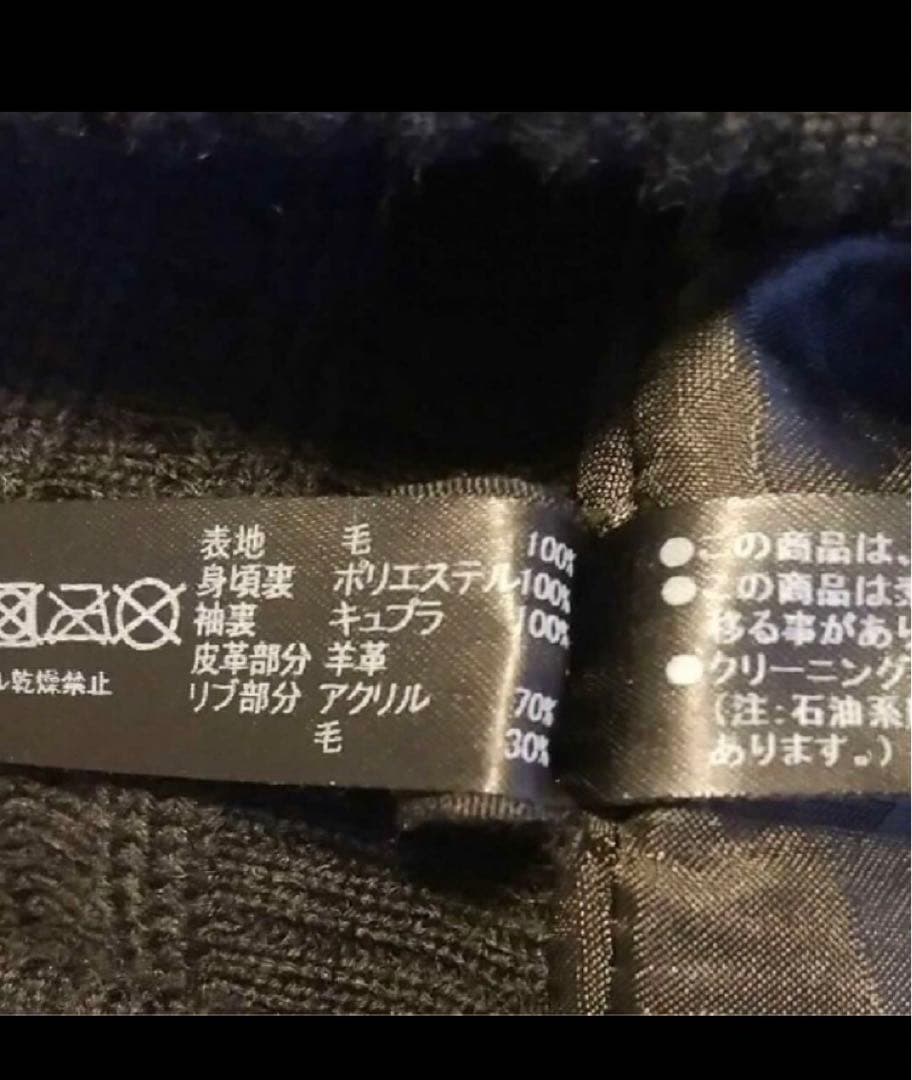 表地 毛 100%
身頃裏 ポリエステル 100%
袖裏 キュプラ 100%
皮革部分 羊革
リブ部分 アクリル 70%
毛 30%
ル乾燥禁止
●この商品は、
●この商品は
移る事があり
●クリーニング
(注:石油系
あります。)